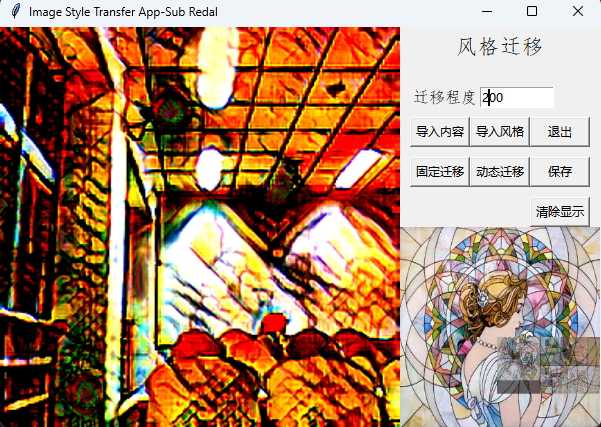 Image Style Transfer App-Sub Redal
风格迁移
迁移程度 200
导入内容 导入风格 退出
固定迁移 动态迁移 保存
清除显示